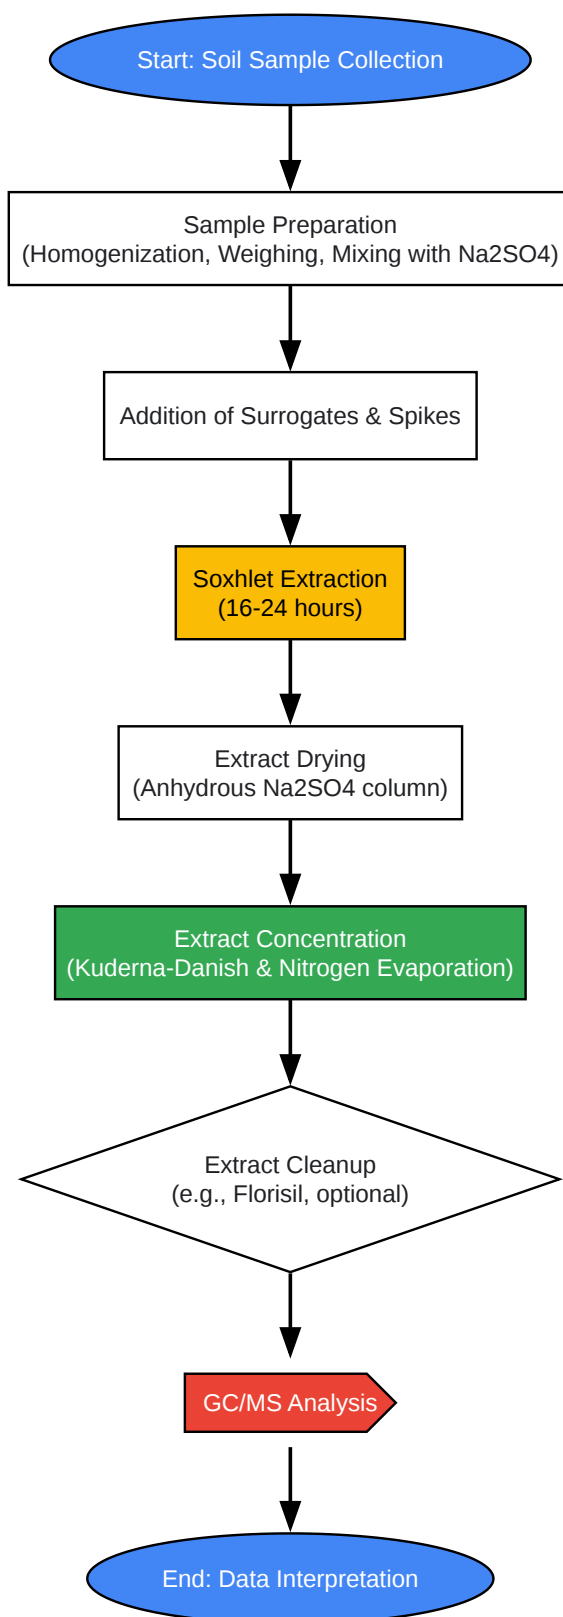 Start: Soil Sample Collection
Sample Preparation
(Homogenization, Weighing, Mixing with Na2SO4)
Addition of Surrogates & Spikes
Soxhlet Extraction
(16-24 hours)
Extract Drying
(Anhydrous Na2SO4 column)
Extract Concentration
(Kuderna-Danish & Nitrogen Evaporation)
Extract Cleanup
(e.g., Florisil, optional)
GC/MS Analysis
End: Data Interpretation